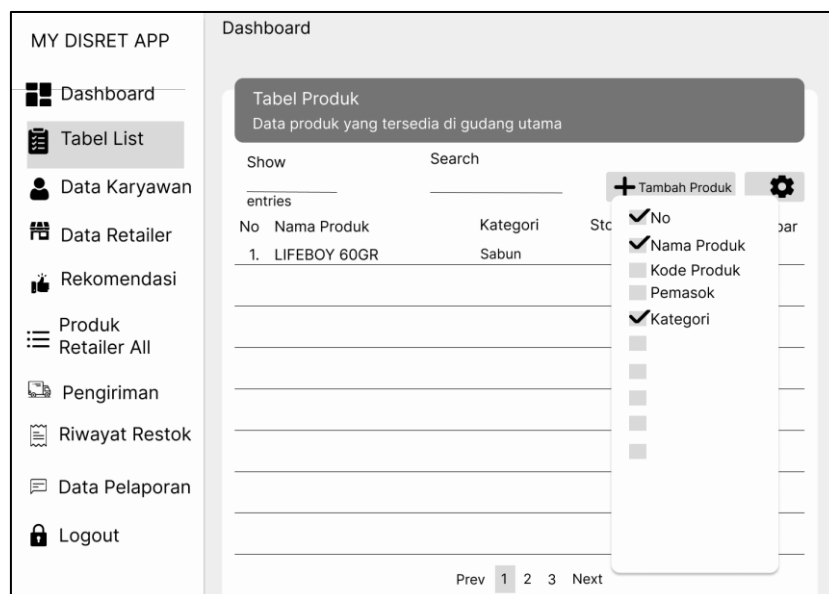 MY DISRET APP
Dashboard
Tabel List
Data Karyawan
Data Retailer
Rekomendasi
Produk
Retailer All
Pengiriman
Riwayat Restok
Data Pelaporan
Logout
Dashboard
Tabel Produk
Data produk yang tersedia di gudang utama
Show
entries
Search
Tambah Produk
No Nama Produk Kategori
1. LIFEBOY 60GR Sabun
No
Nama Produk
Kode Produk
Pemasok
Kategori
Prev 1 2 3 Next